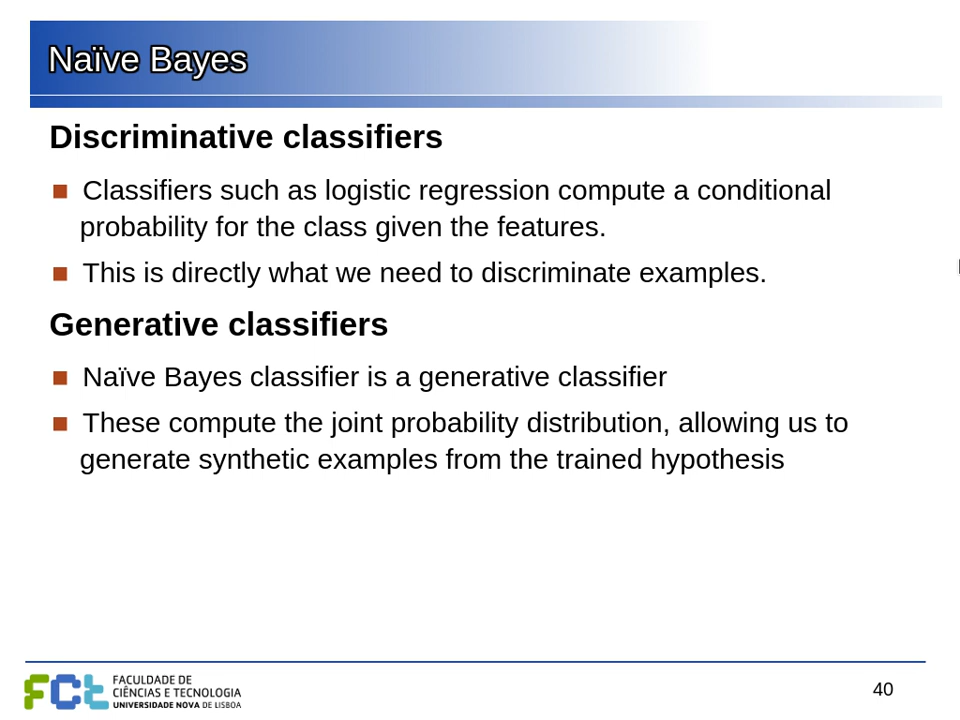 Naïve Bayes
Discriminative classifiers
Classifiers such as logistic regression compute a conditional
probability for the class given the features.
This is directly what we need to discriminate examples.
Generative classifiers
Naïve Bayes classifier is a generative classifier
These compute the joint probability distribution, allowing us to
generate synthetic examples from the trained hypothesis
FCt
FACULDADE DE
CIÊNCIAS E TECNOLOGIA
UNIVERSIDADE NOVA DE LISBOA
40